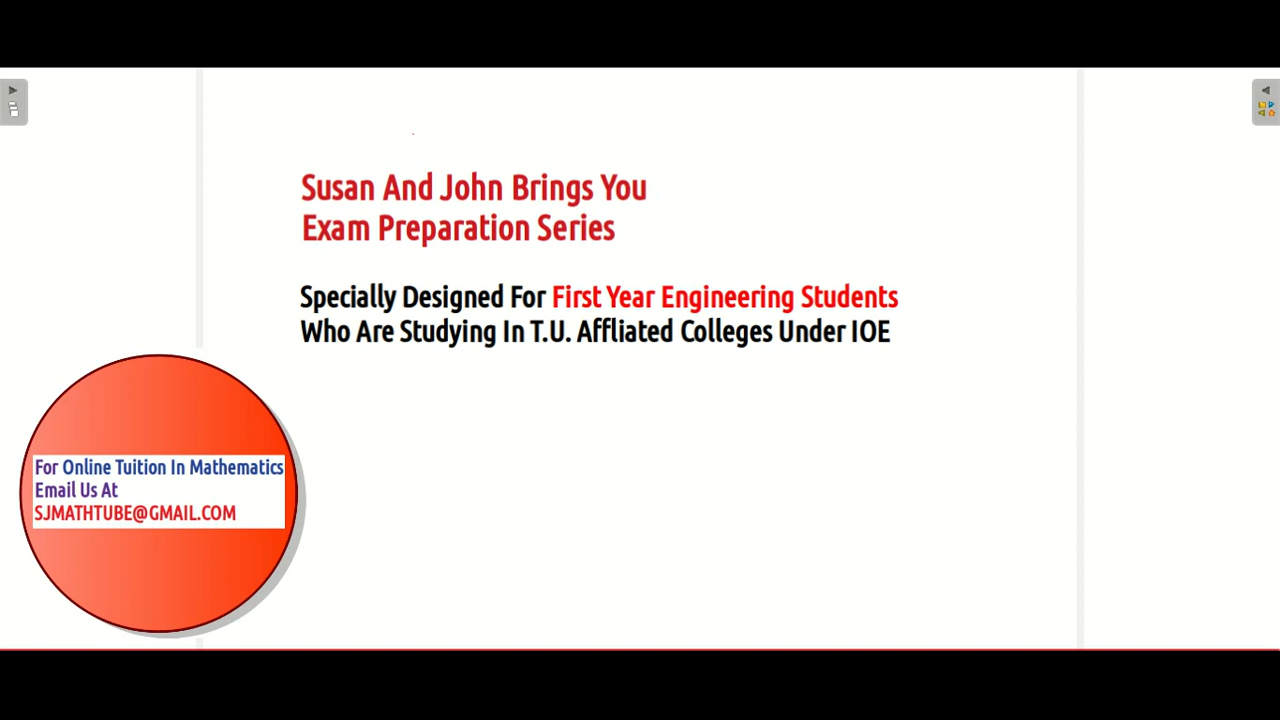 Susan And John Brings You
Exam Preparation Series
Specially Designed For First Year Engineering Students
Who Are Studying In T.U. Affliated Colleges Under IOE
For Online Tuition In Mathematics
Email Us At
SJMATHTUBE@GMAIL.COM